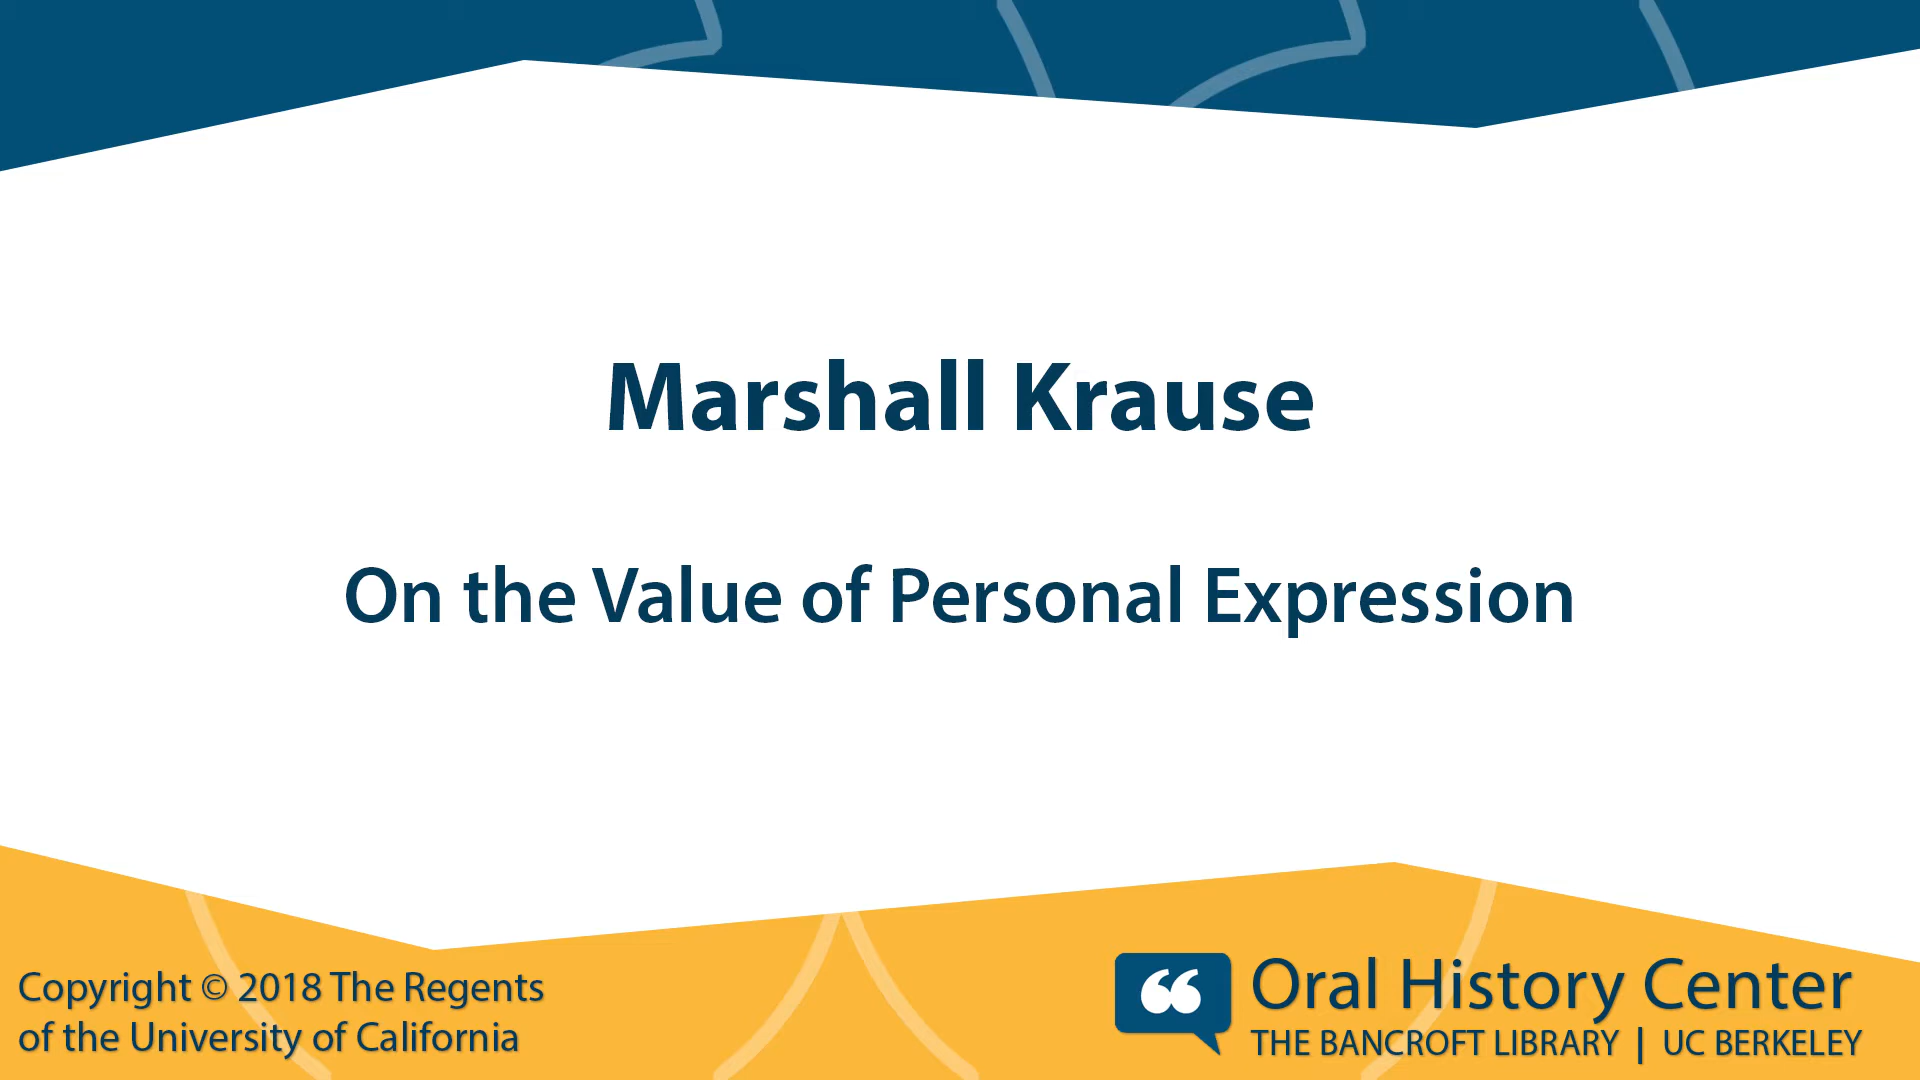 Marshall Krause
On the Value of Personal Expression
Copyright © 2018 The Regents
of the University of California
Oral History Center
THE BANCROFT LIBRARY | UC BERKELEY